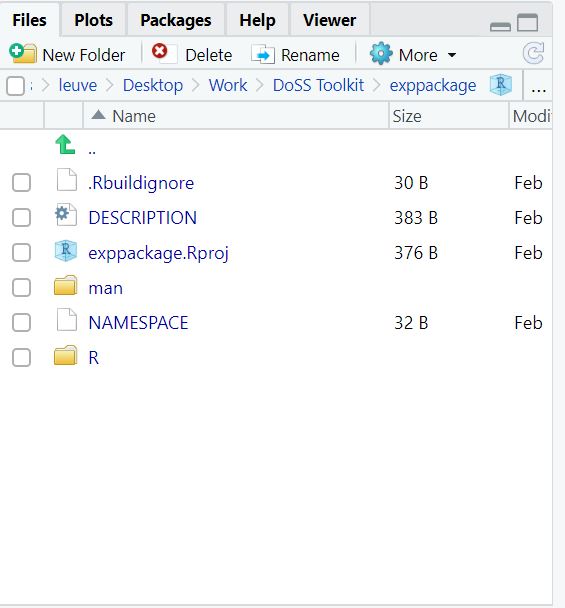 Files Plots Packages Help Viewer
New Folder Delete Rename More
leuve Desktop Work DoSS Toolkit exppackage R ...
Name Size Modi
..
.Rbuildignore 30 B Feb
DESCRIPTION 383 B Feb
R exppackage.Rproj 376 B Feb
man
NAMESPACE 32 B Feb
R